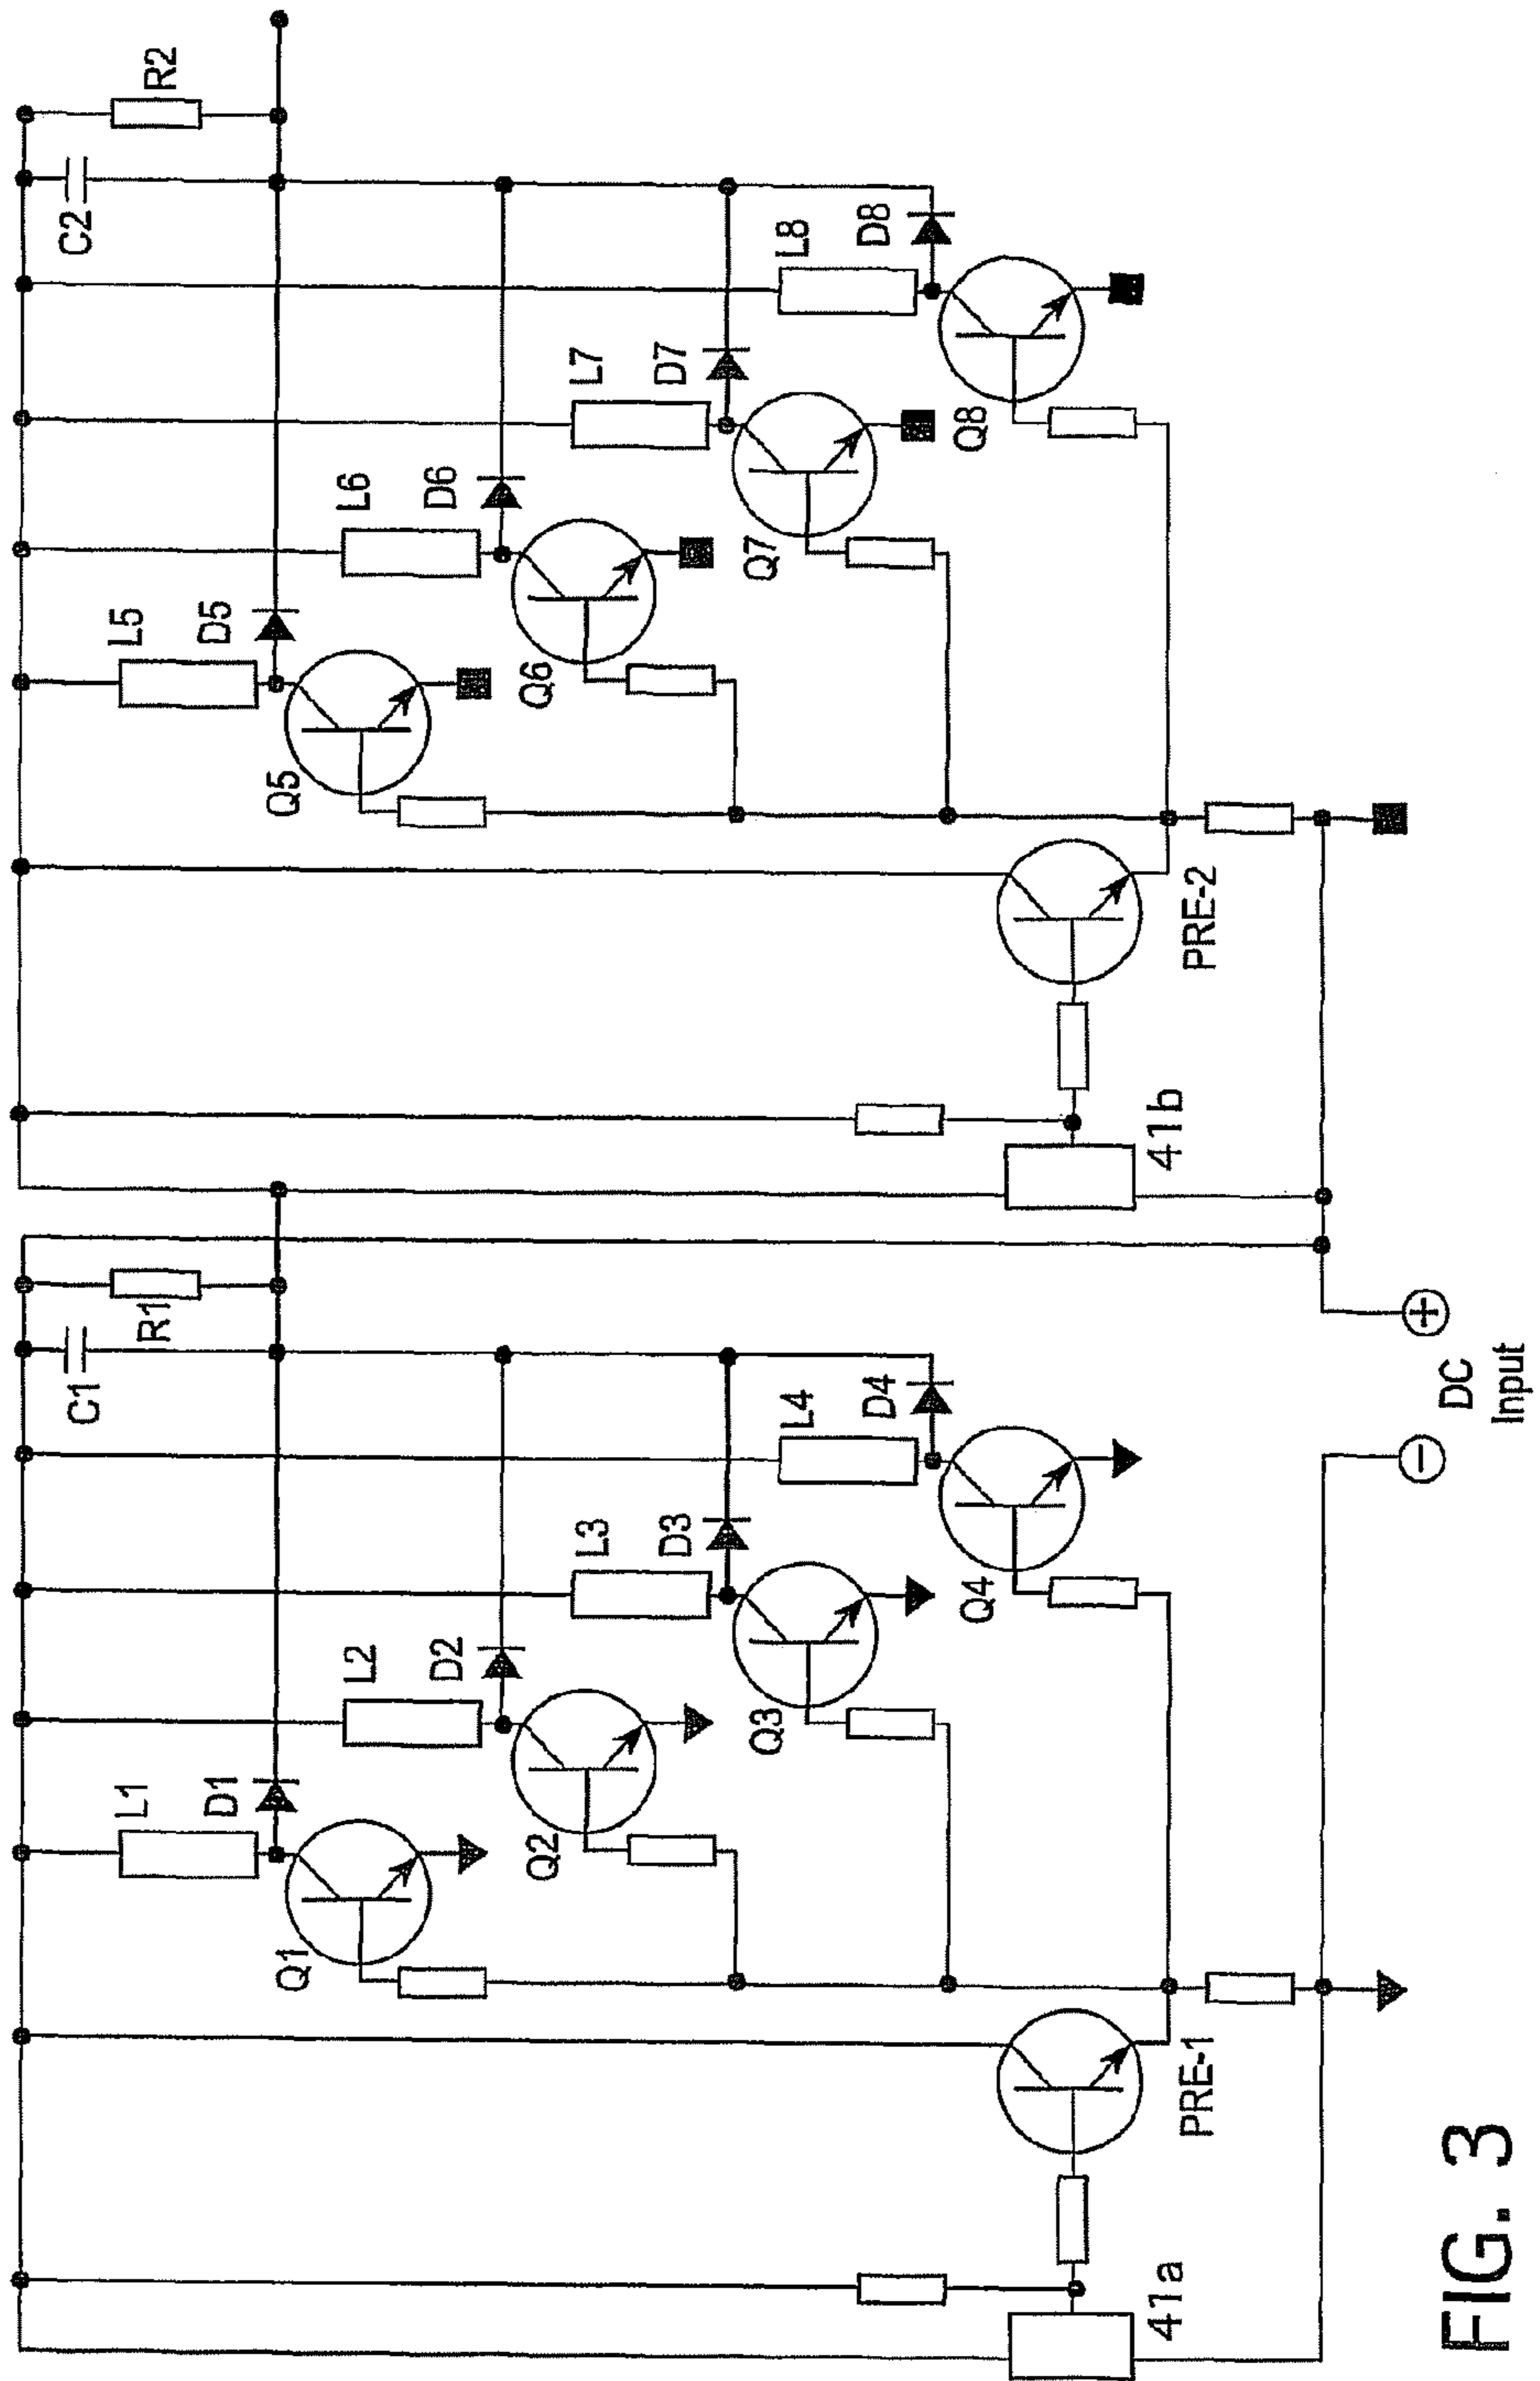 L1
D1
Q1
L2
D2
Q2
L3
D3
Q3
L4
D4
Q4
C1
R1
PRE-1
41a
L5
D5
Q5
L6
D6
Q6
L7
D7
Q7
L8
D8
Q8
C2
R2
PRE-2
41b
− +
DC
Input
FIG. 3